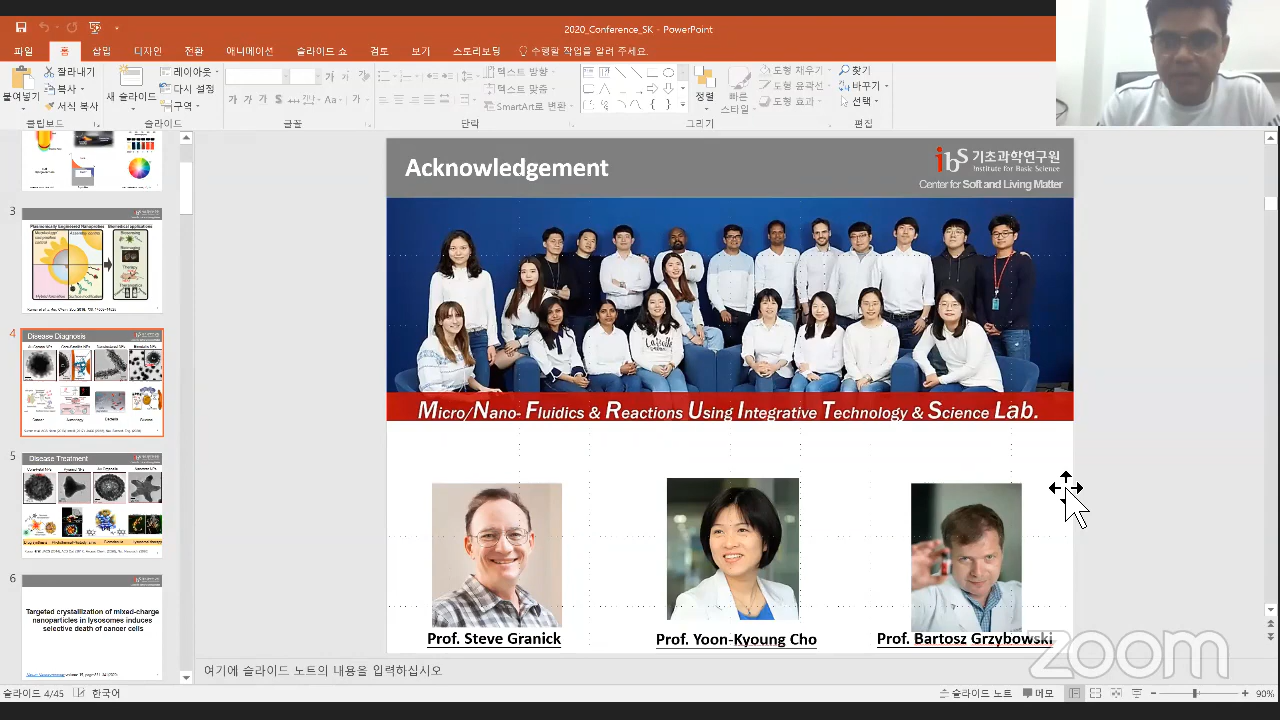 2020_Conference_SK - PowerPoint
파일 홈 삽입 디자인 전환 애니메이션 슬라이드 쇼 검토 보기 스토리보딩 수행할 작업을 알려 주세요.
붙여넣기 잘라내기 복사 서식 복사
새 슬라이드 레이아웃 다시 설정 구역
가 가 가 가
텍스트 방향 텍스트 맞춤 SmartArt로 변환
정렬 빠른 스타일 도형 채우기 도형 윤곽선 도형 효과
찾기 바꾸기 선택
클립보드 슬라이드 글꼴 단락 그리기 편집
3
4
Disease Diagnosis
5
Disease Treatment
6
Targeted crystallization of mixed-charge
nanoparticles in lysosomes induces
selective death of cancer cells
Acknowledgement
ibS 기초과학연구원
Institute for Basic Science
Center for Soft and Living Matter
Micro/Nano- Fluidics & Reactions Using Integrative Technology & Science Lab.
Prof. Steve Granick
Prof. Yoon-Kyoung Cho
Prof. Bartosz Grzybowski
zoom
여기에 슬라이드 노트의 내용을 입력하십시오
슬라이드 4/45 한국어 슬라이드 노트 메모 90%